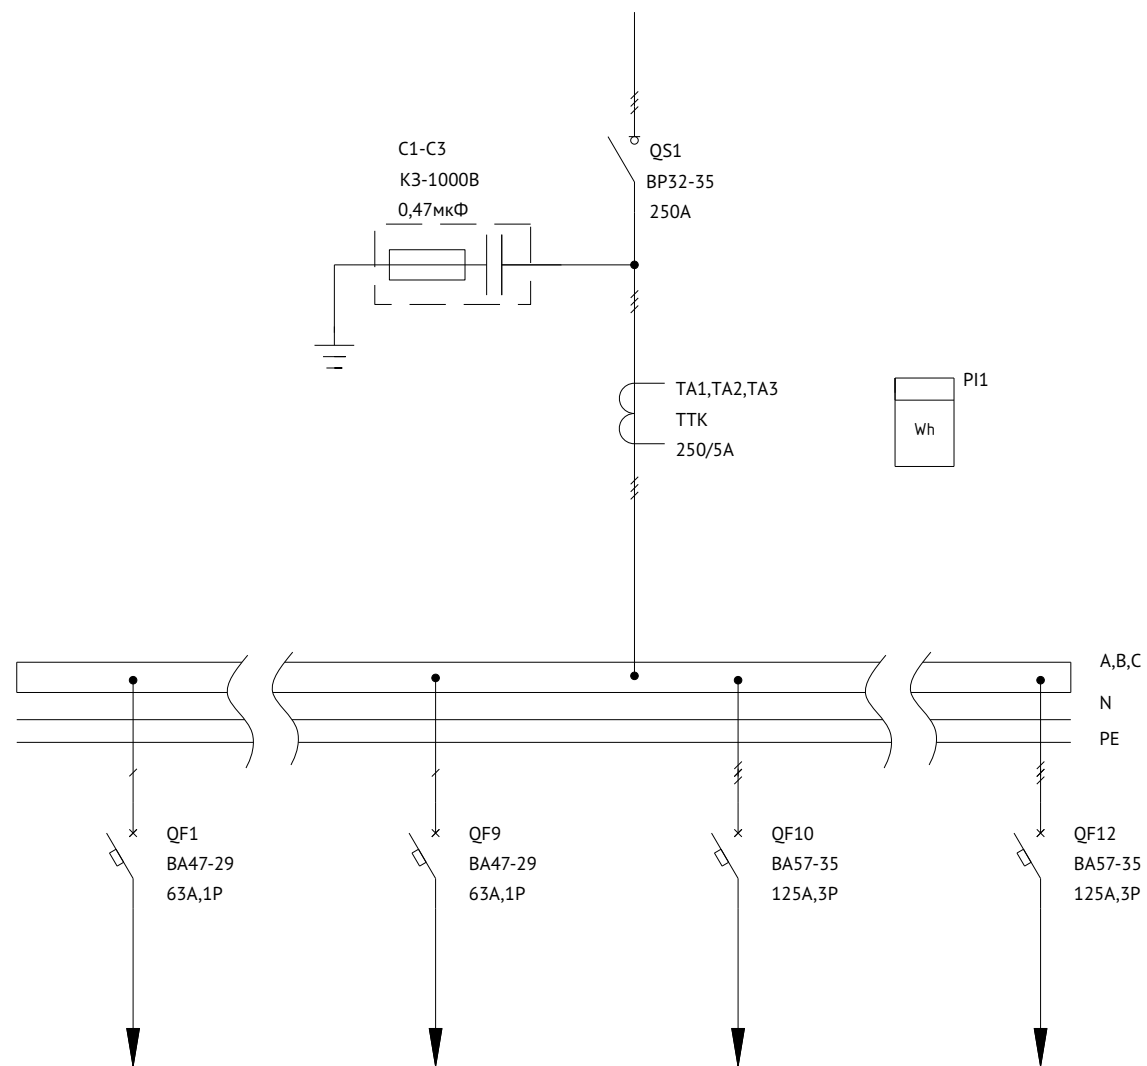 C1-C3
КЗ-1000В
0,47мкФ
QS1
ВР32-35
250А
TA1,TA2,TA3
ТТК
250/5А
PI1
Wh
A,B,C
N
PE
QF1
ВА47-29
63А,1Р
QF9
ВА47-29
63А,1Р
QF10
ВА57-35
125А,3Р
QF12
ВА57-35
125А,3Р